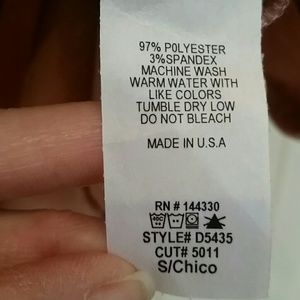 97% POLYESTER
3%SPANDEX
MACHINE WASH
WARM WATER WITH
LIKE COLORS
TUMBLE DRY LOW
DO NOT BLEACH
MADE IN U.S.A
RN # 144330
STYLE# D5435
CUT# 5011
S/Chico